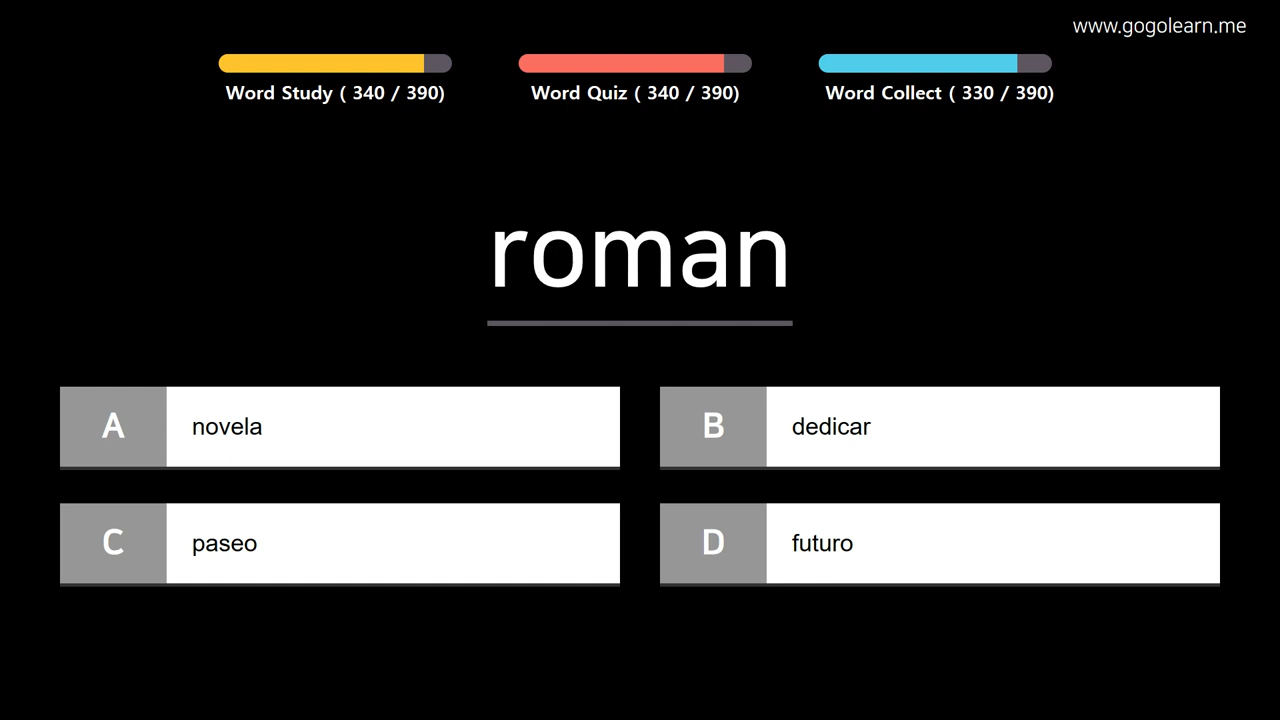 www.gogolearn.me
Word Study ( 340 / 390)
Word Quiz ( 340 / 390)
Word Collect ( 330 / 390)
roman
A novela
B dedicar
C paseo
D futuro